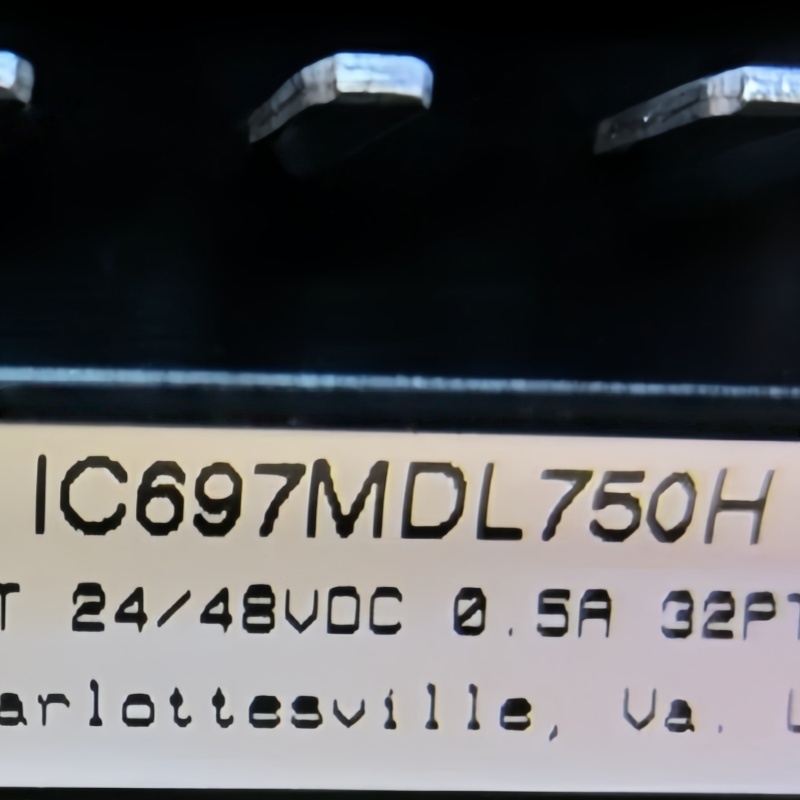 IC697MDL750H
T 24/48VDC 0.5A 32PT
arlottesville, Va. U